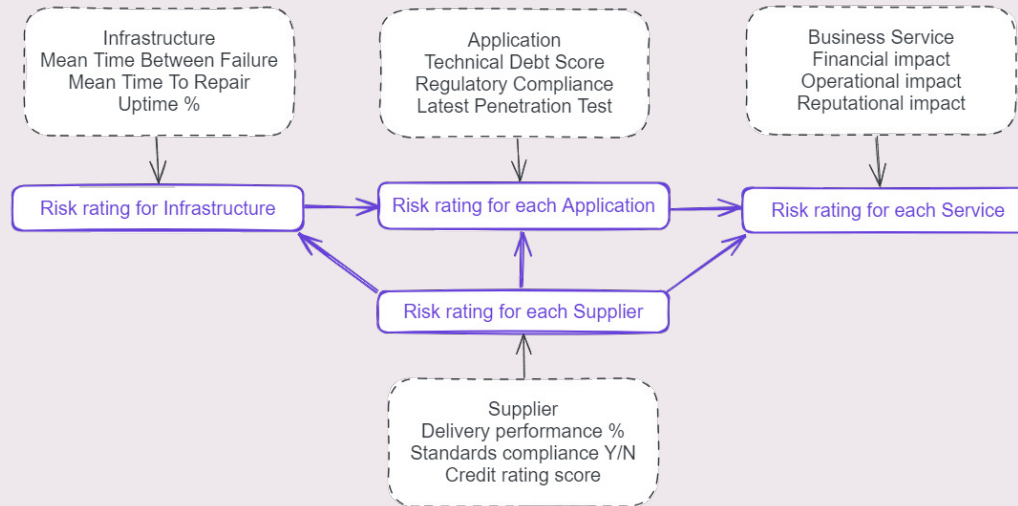 Infrastructure
Mean Time Between Failure
Mean Time To Repair
Uptime %
Application
Technical Debt Score
Regulatory Compliance
Latest Penetration Test
Business Service
Financial impact
Operational impact
Reputational impact
Risk rating for Infrastructure
Risk rating for each Application
Risk rating for each Service
Risk rating for each Supplier
Supplier
Delivery performance %
Standards compliance Y/N
Credit rating score